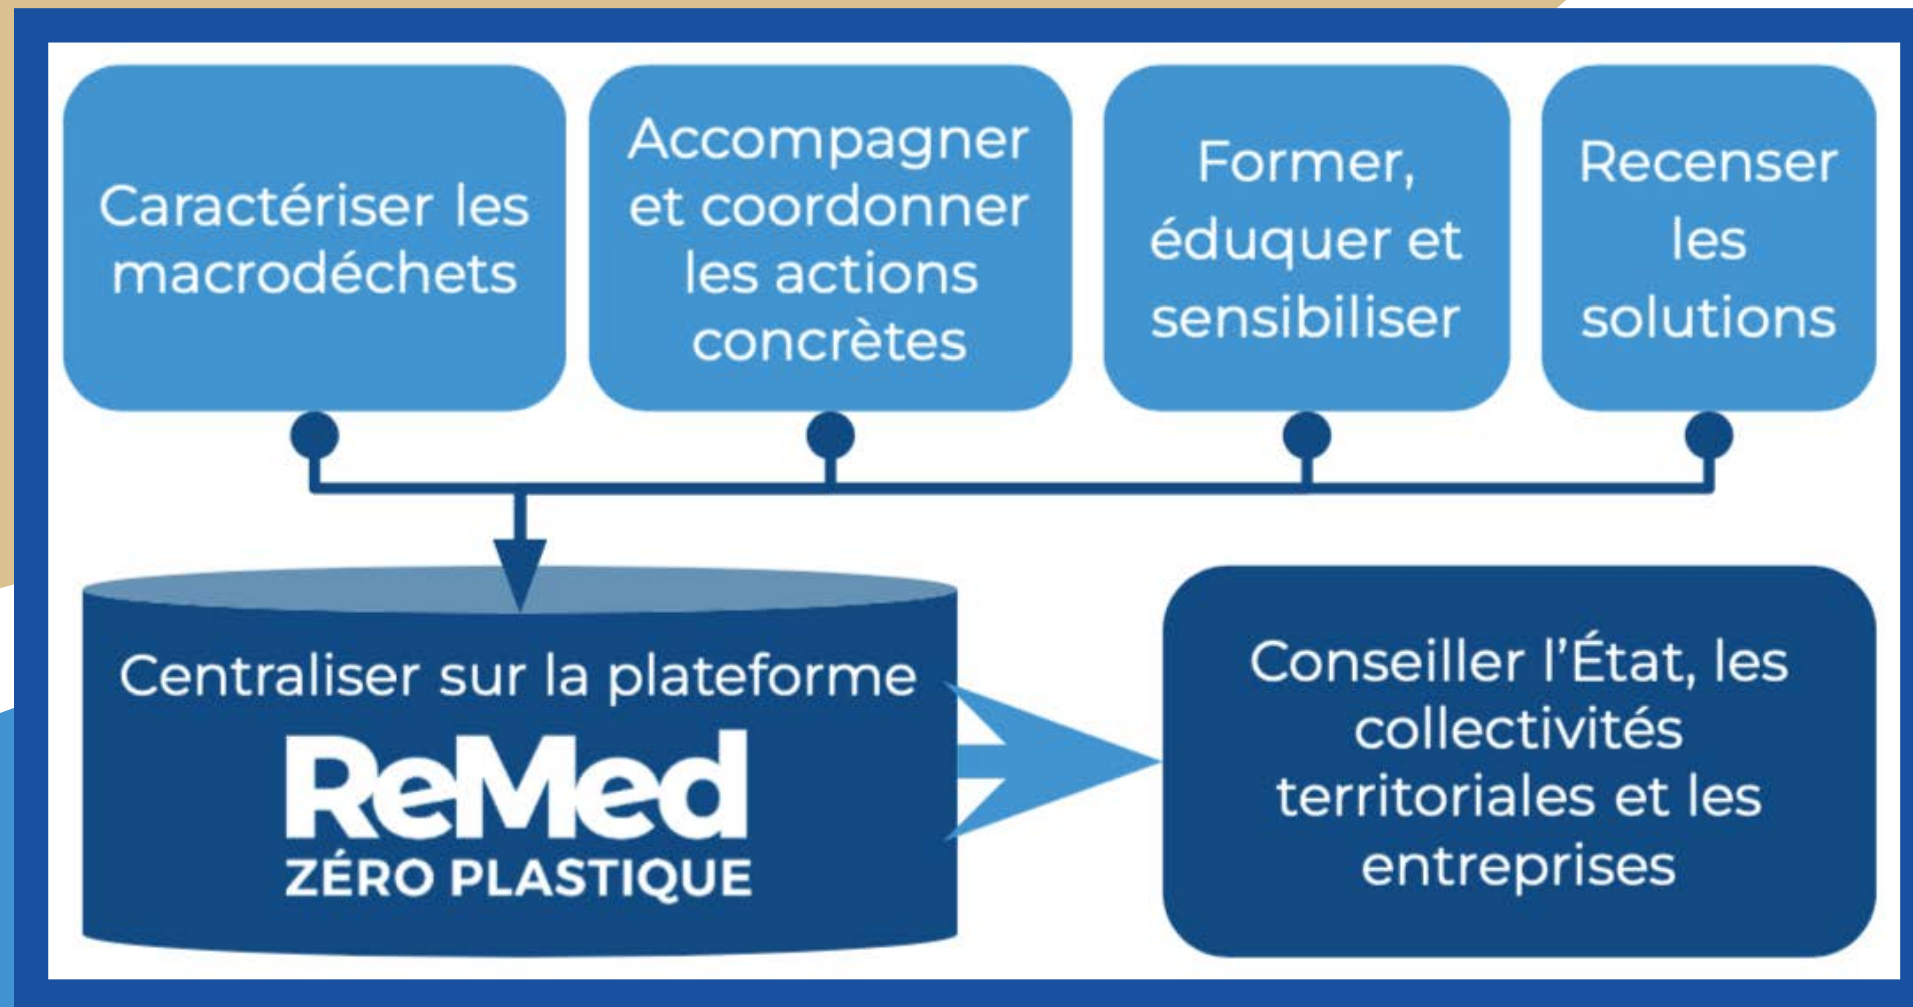 Caractériser les
macrodéchets
Accompagner
et coordonner
les actions
concrètes
Former,
éduquer et
sensibiliser
Recenser
les
solutions
Centraliser sur la plateforme
ReMed
ZÉRO PLASTIQUE
Conseiller l’État, les
collectivités
territoriales et les
entreprises